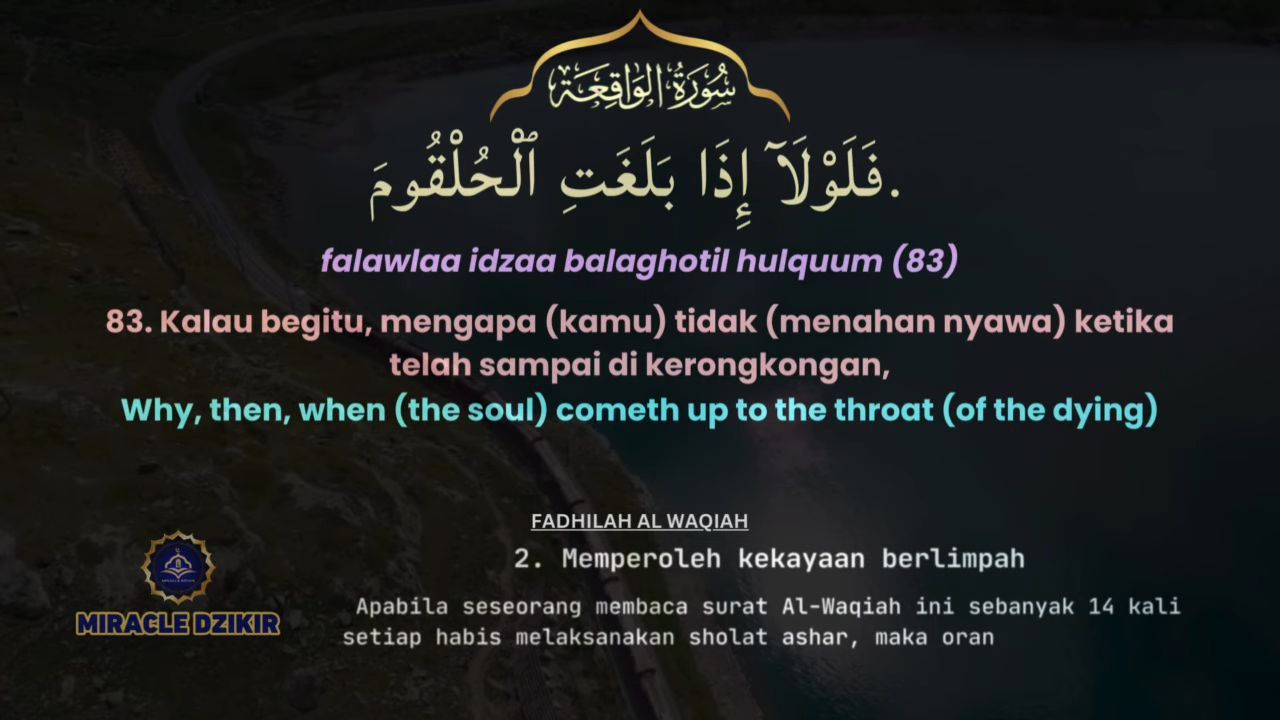 سُورَةُ الوَاقِعَة
فَلَوْلَآ إِذَا بَلَغَتِ ٱلْحُلْقُومَ.
falawlaa idzaa balaghotil hulquum (83)
83. Kalau begitu, mengapa (kamu) tidak (menahan nyawa) ketika
telah sampai di kerongkongan,
Why, then, when (the soul) cometh up to the throat (of the dying)
FADHILAH AL WAQIAH
2. Memperoleh kekayaan berlimpah
Apabila seseorang membaca surat Al-Waqiah ini sebanyak 14 kali
setiap habis melaksanakan sholat ashar, maka oran
MIRACLE DZIKIR